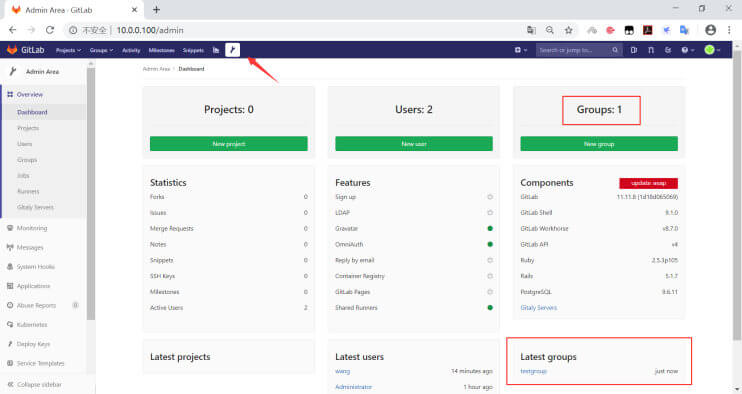 Admin Area · GitLab
不安全 | 10.0.0.100/admin
GitLab Projects Groups Activity Milestones Snippets Search or jump to...
Admin Area
Admin Area › Dashboard
Overview
Dashboard
Projects
Users
Groups
Jobs
Runners
Gitaly Servers
Monitoring
Messages
System Hooks
Applications
Abuse Reports 0
Kubernetes
Deploy Keys
Service Templates
Collapse sidebar
Projects: 0
New project
Users: 2
New user
Groups: 1
New group
Statistics
Forks 0
Issues 0
Merge Requests 0
Notes 0
Snippets 0
SSH Keys 0
Milestones 0
Active Users 2
Features
Sign up
LDAP
Gravatar
OmniAuth
Reply by email
Container Registry
GitLab Pages
Shared Runners
Components update asap
GitLab 11.11.8 (1d18d065069)
GitLab Shell 9.1.0
GitLab Workhorse v8.7.0
GitLab API v4
Ruby 2.5.3p105
Rails 5.1.7
PostgreSQL 9.6.11
Gitaly Servers
Latest projects
Latest users
wang 14 minutes ago
Administrator 1 hour ago
Latest groups
testgroup just now